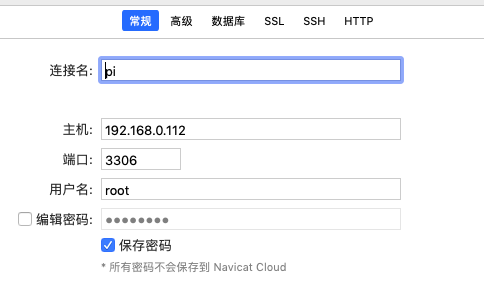 常规 高级 数据库 SSL SSH HTTP
连接名: pi
主机: 192.168.0.112
端口: 3306
用户名: root
编辑密码: ●●●●●●●●
保存密码
* 所有密码不会保存到 Navicat Cloud